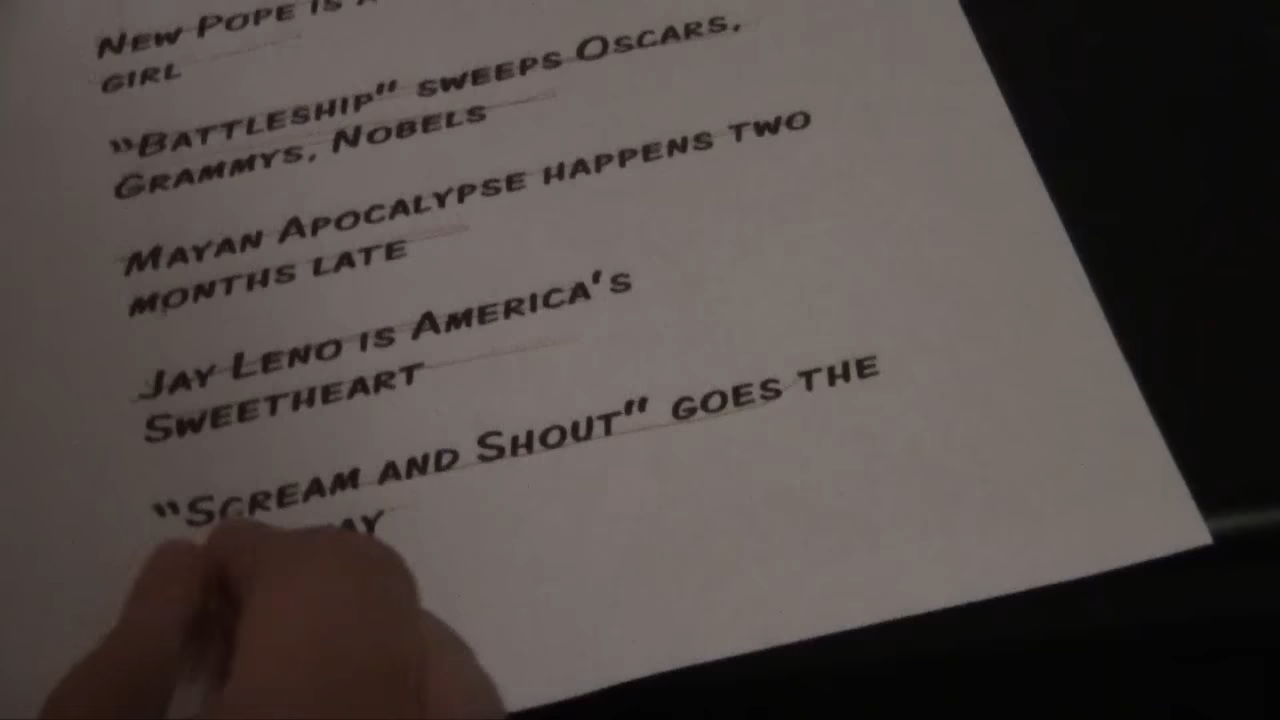 New Pope is
girl
"Battleship" sweeps Oscars,
Grammys, Nobels
Mayan Apocalypse happens two
months late
Jay Leno is America's
Sweetheart
"Scream and Shout" goes the